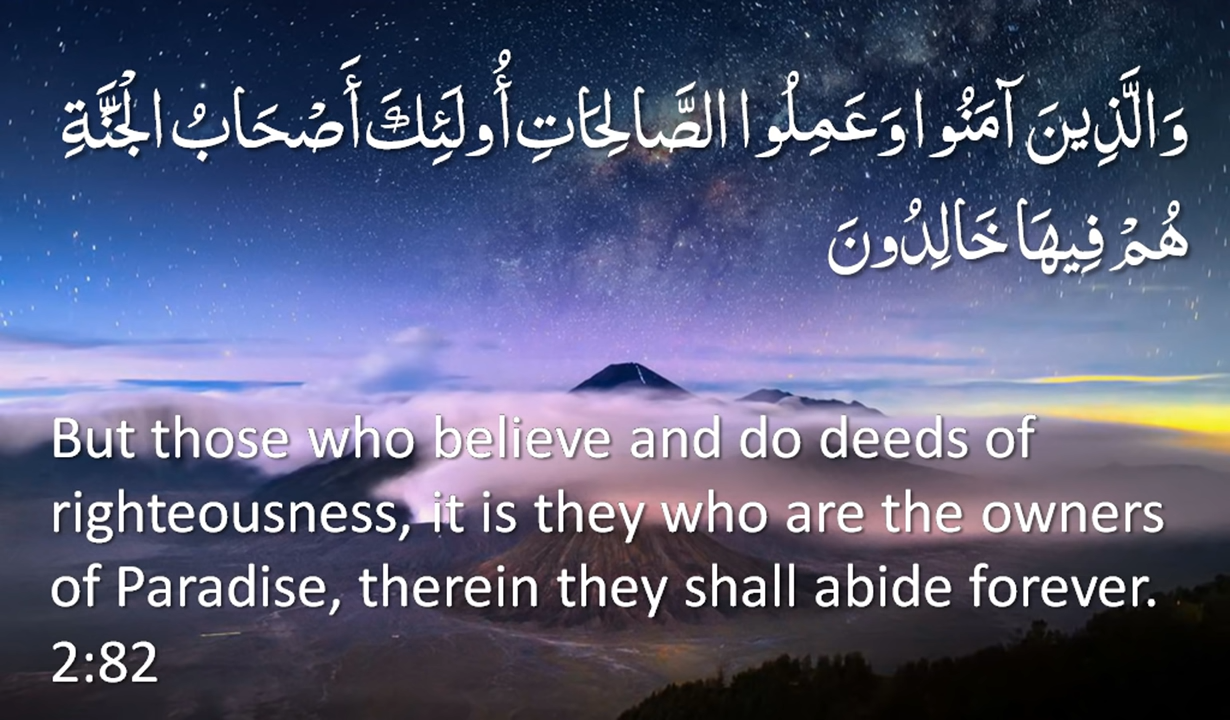 وَالَّذِينَ آمَنُوا وَعَمِلُوا الصَّالِحَاتِ أُولَئِكَ أَصْحَابُ الْجَنَّةِ
هُمْ فِيهَا خَالِدُونَ
But those who believe and do deeds of
righteousness, it is they who are the owners
of Paradise, therein they shall abide forever.
2:82